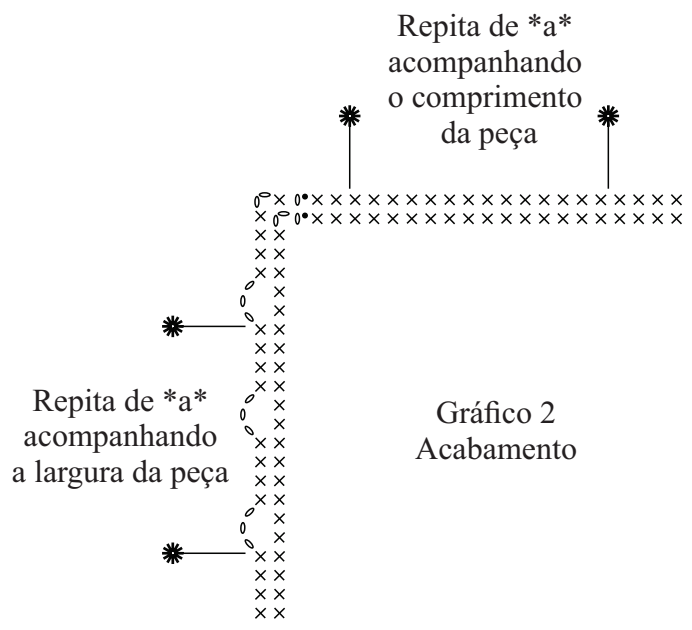 Repita de *a*
acompanhando
o comprimento
da peça
Repita de *a*
acompanhando
a largura da peça
Gráfico 2
Acabamento